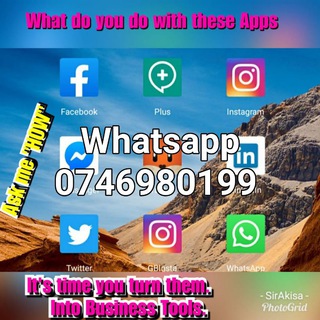 What do you do with these Apps
Facebook
Plus
Instagram
Ask me "HOW"
Whatsapp
0746980199
in
Twitter
GBInsta
WhatsApp
It's time you turn them.
Into Business Tools.
- SirAkisa -
PhotoGrid